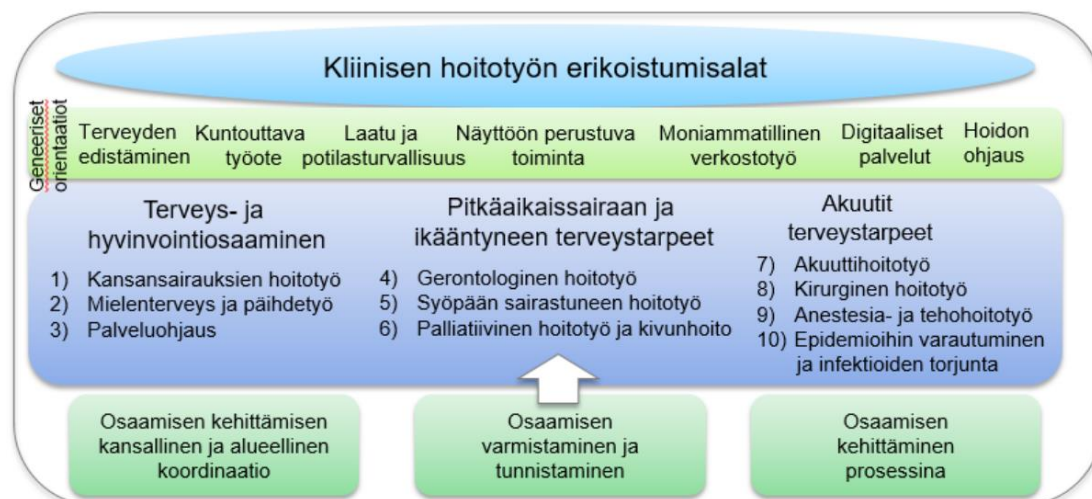 Kliinisen hoitotyön erikoistumisalat
Geneeriset
orientaatiot
Terveyden
edistäminen
Kuntouttava
työote
Laatu ja
potilasturvallisuus
Näyttöön perustuva
toiminta
Moniammatillinen
verkostotyö
Digitaaliset
palvelut
Hoidon
ohjaus
Terveys- ja
hyvinvointiosaaminen
1) Kansansairauksien hoitotyö
2) Mielenterveys ja päihdetyö
3) Palveluohjaus
Pitkäaikaissairaan ja
ikääntyneen terveystarpeet
4) Gerontologinen hoitotyö
5) Syöpään sairastuneen hoitotyö
6) Palliatiivinen hoitotyö ja kivunhoito
Akuutit
terveystarpeet
7) Akuuttihoitotyö
8) Kirurginen hoitotyö
9) Anestesia- ja tehohoitotyö
10) Epidemioihin varautuminen
ja infektioiden torjunta
Osaamisen kehittämisen
kansallinen ja alueellinen
koordinaatio
Osaamisen
varmistaminen ja
tunnistaminen
Osaamisen
kehittäminen
prosessina